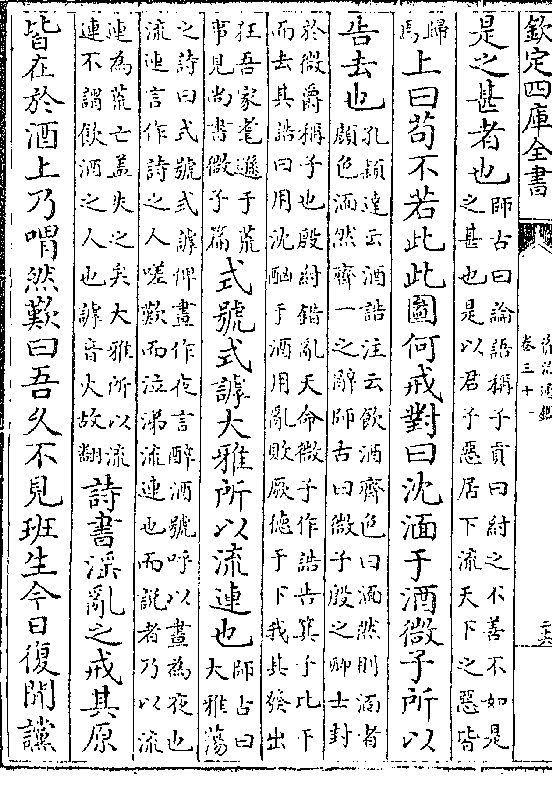 欽定四庫全書
資治通鑑
卷三十一
是之甚者也
師古曰論語稱子貢曰紂之不善不如是
之甚也是以君子惡居下流天下之惡皆
歸
焉
上曰苟不若此此圖何戒對曰沈湎于酒微子所以
告去也
孔穎達云酒誥注云飲酒齊色曰湎然則湎者
顔色湎然齊一之辭師古曰微子殷之卿士封
於微爵稱子也殷紂錯亂天命微子作誥告箕子比干
而去其誥曰用沈酗于酒用亂敗厥德于下我其發出
狂吾家耄遜于荒
事見尚書微子篇
式號式謼大雅所以流連也
師古曰
大雅蕩
之詩曰式號式謼俾晝作夜言醉酒號呼以晝為夜也
流連言作詩之人嗟歎而泣涕流連也而說者乃以流
連為荒亡蓋失之矣大雅所以流
連不謂飲酒之人也謼音火故翻
詩書淫亂之戒其原
皆在於酒上乃喟然歎曰吾久不見班生今日復聞讜